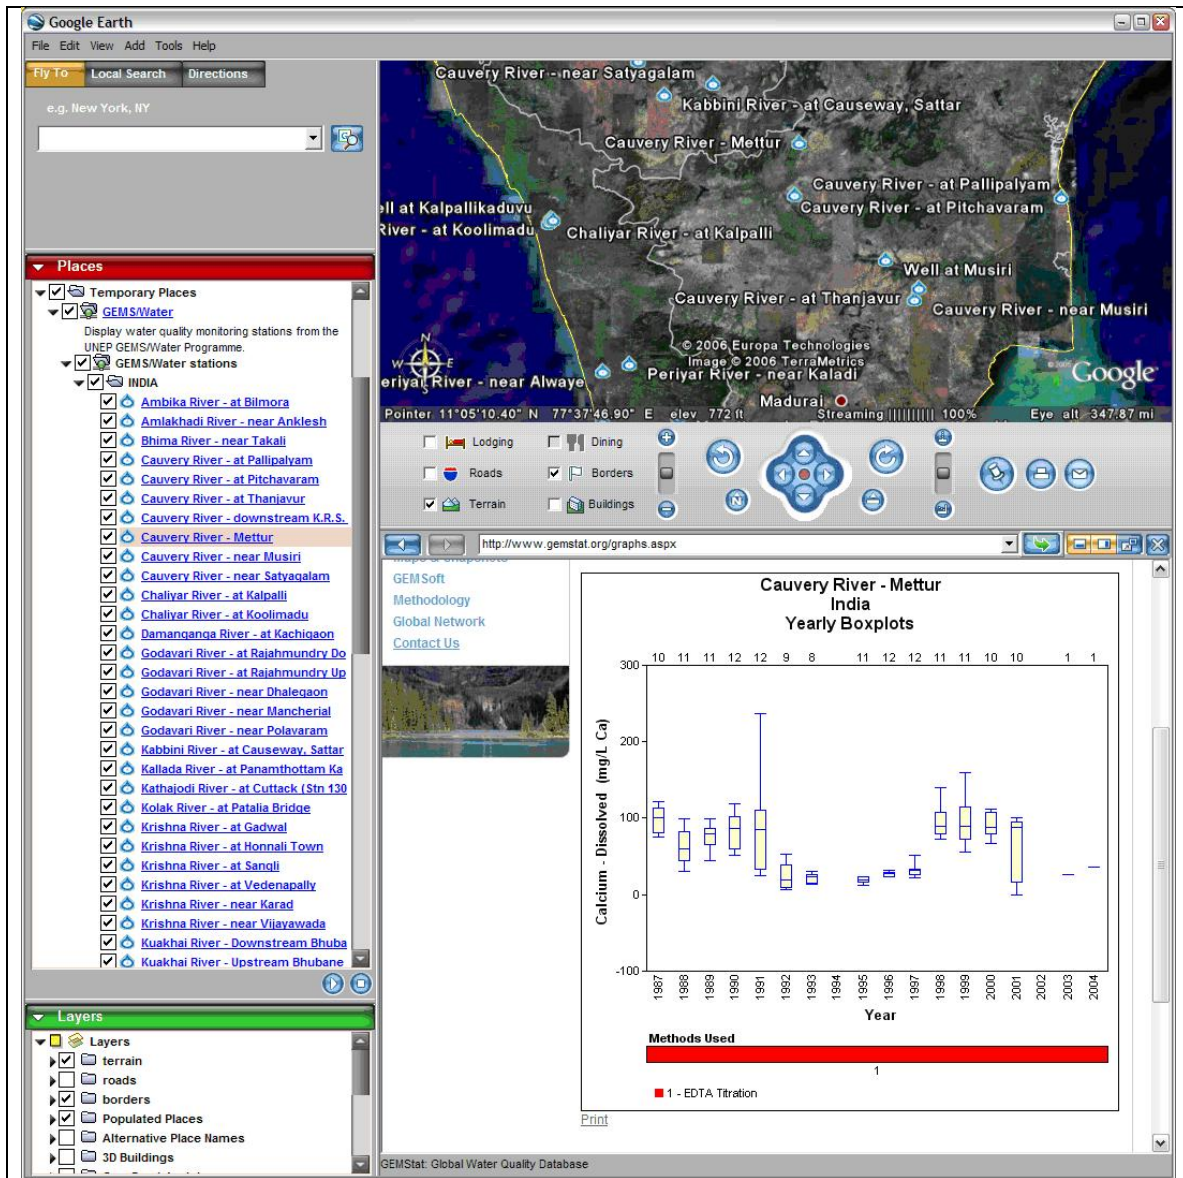 Google Earth
File Edit View Add Tools Help
Fly To Local Search Directions
e.g. New York, NY
Places
Temporary Places
GEMS/Water
Display water quality monitoring stations from the
UNEP GEMS/Water Programme.
GEMS/Water stations
INDIA
Ambika River - at Bilmora
Amlakhadi River - near Anklesh
Bhima River - near Takali
Cauvery River - at Pallipalyam
Cauvery River - at Pitchavaram
Cauvery River - at Thanjavur
Cauvery River - downstream K.R.S.
Cauvery River - Mettur
Cauvery River - near Musiri
Cauvery River - near Satyagalam
Chaliyar River - at Kalpalli
Chaliyar River - at Koolimadu
Damanganga River - at Kachigaon
Godavari River - at Rajahmundry Do
Godavari River - at Rajahmundry Up
Godavari River - near Dhalegaon
Godavari River - near Mancherial
Godavari River - near Polavaram
Kabbini River - at Causeway, Sattar
Kallada River - at Panamthottam Ka
Kathajodi River - at Cuttack (Stn 130
Kolak River - at Patalia Bridge
Krishna River - at Gadwal
Krishna River - at Honnali Town
Krishna River - at Sangli
Krishna River - at Vedenapally
Krishna River - near Karad
Krishna River - near Vijayawada
Kuakhai River - Downstream Bhuba
Kuakhai River - Upstream Bhubane
Layers
Layers
terrain
roads
borders
Populated Places
Alternative Place Names
3D Buildings
Cauvery River - near Satyagalam
Kabbini River - at Causeway, Sattar
Cauvery River - Mettur
Cauvery River - at Pallipalyam
Cauvery River - at Pitchavaram
ell at Kalpallikaduvu
River - at Koolimadu
Chaliyar River - at Kalpalli
Well at Musiri
Cauvery River - at Thanjavur
Cauvery River - near Musiri
N
W E
S
© 2006 Europa Technologies
Image © 2006 TerraMetrics
Google
eriyar River - near Alwaye
Periyar River - near Kaladi
Madurai
Pointer 11°05'10.40" N 77°37'46.90" E elev 772 ft Streaming |||||||||| 100% Eye alt 347.87 mi
Lodging Dining
Roads Borders
Terrain Buildings
N
http://www.gemstat.org/graphs.aspx
Maps & Snapshots
GEMSoft
Methodology
Global Network
Contact Us
Cauvery River - Mettur
India
Yearly Boxplots
10 11 11 12 12 9 8 11 12 12 11 11 10 10 1 1
300
200
100
0
-100
Calcium - Dissolved (mg/L Ca)
1987 1988 1989 1990 1991 1992 1993 1994 1995 1996 1997 1998 1999 2000 2001 2002 2003 2004
Year
Methods Used
1
1 - EDTA Titration
Print
GEMStat: Global Water Quality Database